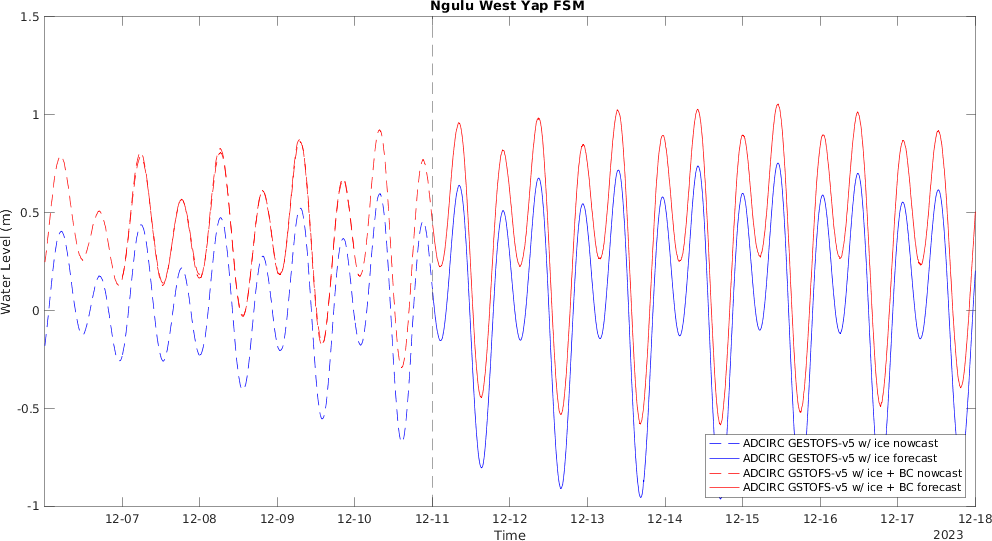 Ngulu West Yap FSM
1.5
1
0.5
0
-0.5
-1
Water Level (m)
ADCIRC GESTOFS-v5 w/ ice nowcast
ADCIRC GESTOFS-v5 w/ ice forecast
ADCIRC GSTOFS-v5 w/ ice + BC nowcast
ADCIRC GSTOFS-v5 w/ ice + BC forecast
12-07 12-08 12-09 12-10 12-11 12-12 12-13 12-14 12-15 12-16 12-17 12-18
Time
2023